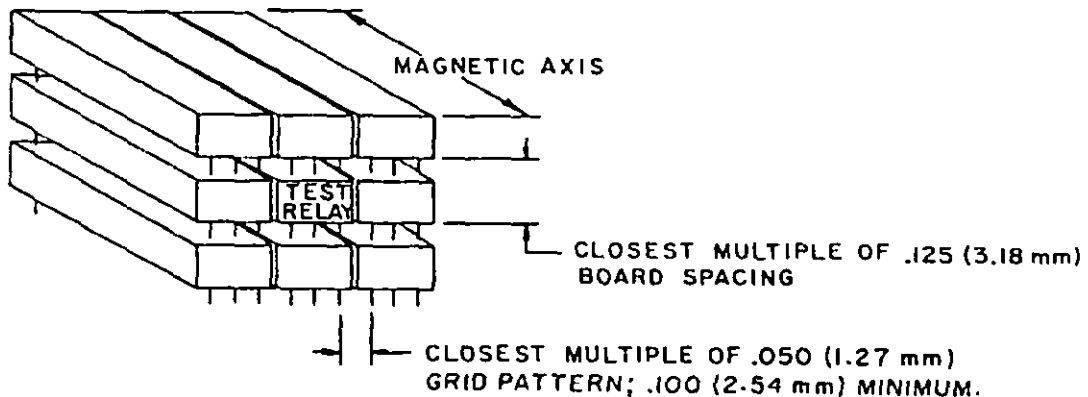 MAGNETIC AXIS
TEST
RELAY
CLOSEST MULTIPLE OF .125 (3.18 mm)
BOARD SPACING
CLOSEST MULTIPLE OF .050 (1.27 mm)
GRID PATTERN; .100 (2.54 mm) MINIMUM.